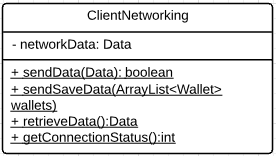 ClientNetworking
- networkData: Data
+ sendData(Data): boolean
+ sendSaveData(ArrayList<Wallet>
wallets)
+ retrieveData():Data
+ getConnectionStatus():int